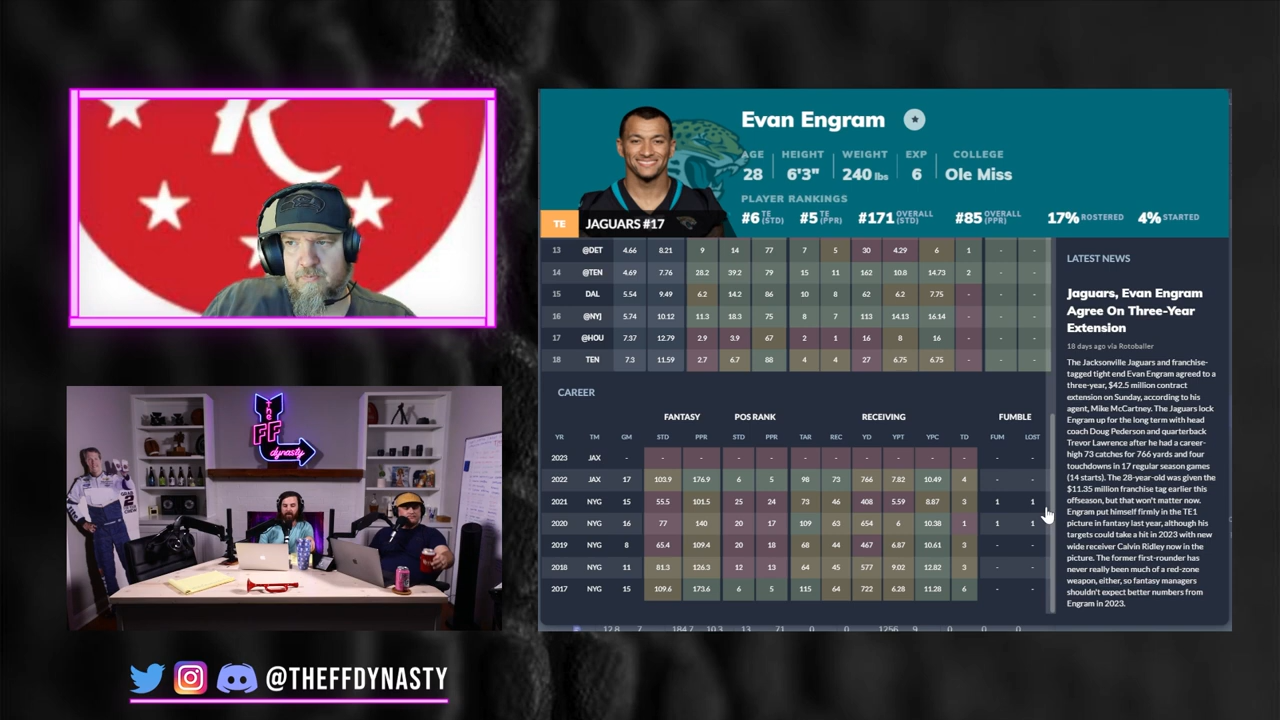 The
FF
dynasty
Evan Engram
AGE HEIGHT WEIGHT EXP COLLEGE
28 6'3" 240 lbs 6 Ole Miss
PLAYER RANKINGS
#6 TE (STD) #5 TE (PPR) #171 OVERALL (STD) #85 OVERALL (PPR) 17% ROSTERED 4% STARTED
TE JAGUARS #17
13 @DET 4.66 8.21 9 14 77 7 5 30 4.29 6 1 - -
14 @TEN 4.69 7.76 28.2 39.2 79 15 11 162 10.8 14.73 2 - -
15 DAL 5.54 9.49 6.2 14.2 86 10 8 62 6.2 7.75 - - -
16 @NYJ 5.74 10.12 11.3 18.3 75 8 7 113 14.13 16.14 - - -
17 @HOU 7.37 12.79 2.9 3.9 67 2 1 16 8 16 - - -
18 TEN 7.3 11.59 2.7 6.7 88 4 4 27 6.75 6.75 - - -
CAREER
FANTASY POS RANK RECEIVING FUMBLE
YR TM GM STD PPR STD PPR TAR REC YD YPT YPC TD FUM LOST
2023 JAX - - - - - - - - - - - - -
2022 JAX 17 103.9 176.9 6 5 98 73 766 7.82 10.49 4 - -
2021 NYG 15 55.5 101.5 25 24 73 46 408 5.59 8.87 3 1 1
2020 NYG 16 77 140 20 17 109 63 654 6 10.38 1 1 1
2019 NYG 8 65.4 109.4 20 18 68 44 467 6.87 10.61 3 - -
2018 NYG 11 81.3 126.3 12 13 64 45 577 9.02 12.82 3 - -
2017 NYG 15 109.6 173.6 6 5 115 64 722 6.28 11.28 6 - -
LATEST NEWS
Jaguars, Evan Engram
Agree On Three-Year
Extension
18 days ago via Rotoballer
The Jacksonville Jaguars and franchise-
tagged tight end Evan Engram agreed to a
three-year, $42.5 million contract
extension on Sunday, according to his
agent, Mike McCartney. The Jaguars lock
Engram up for the long term with head
coach Doug Pederson and quarterback
Trevor Lawrence after he had a career-
high 73 catches for 766 yards and four
touchdowns in 17 regular season games
(14 starts). The 28-year-old was given the
$11.35 million franchise tag earlier this
offseason, but that won't matter now.
Engram put himself firmly in the TE1
picture in fantasy last year, although his
targets could take a hit in 2023 with new
wide receiver Calvin Ridley now in the
picture. The former first-rounder has
never really been much of a red-zone
weapon, either, so fantasy managers
shouldn't expect better numbers from
Engram in 2023.
@THEFFDYNASTY